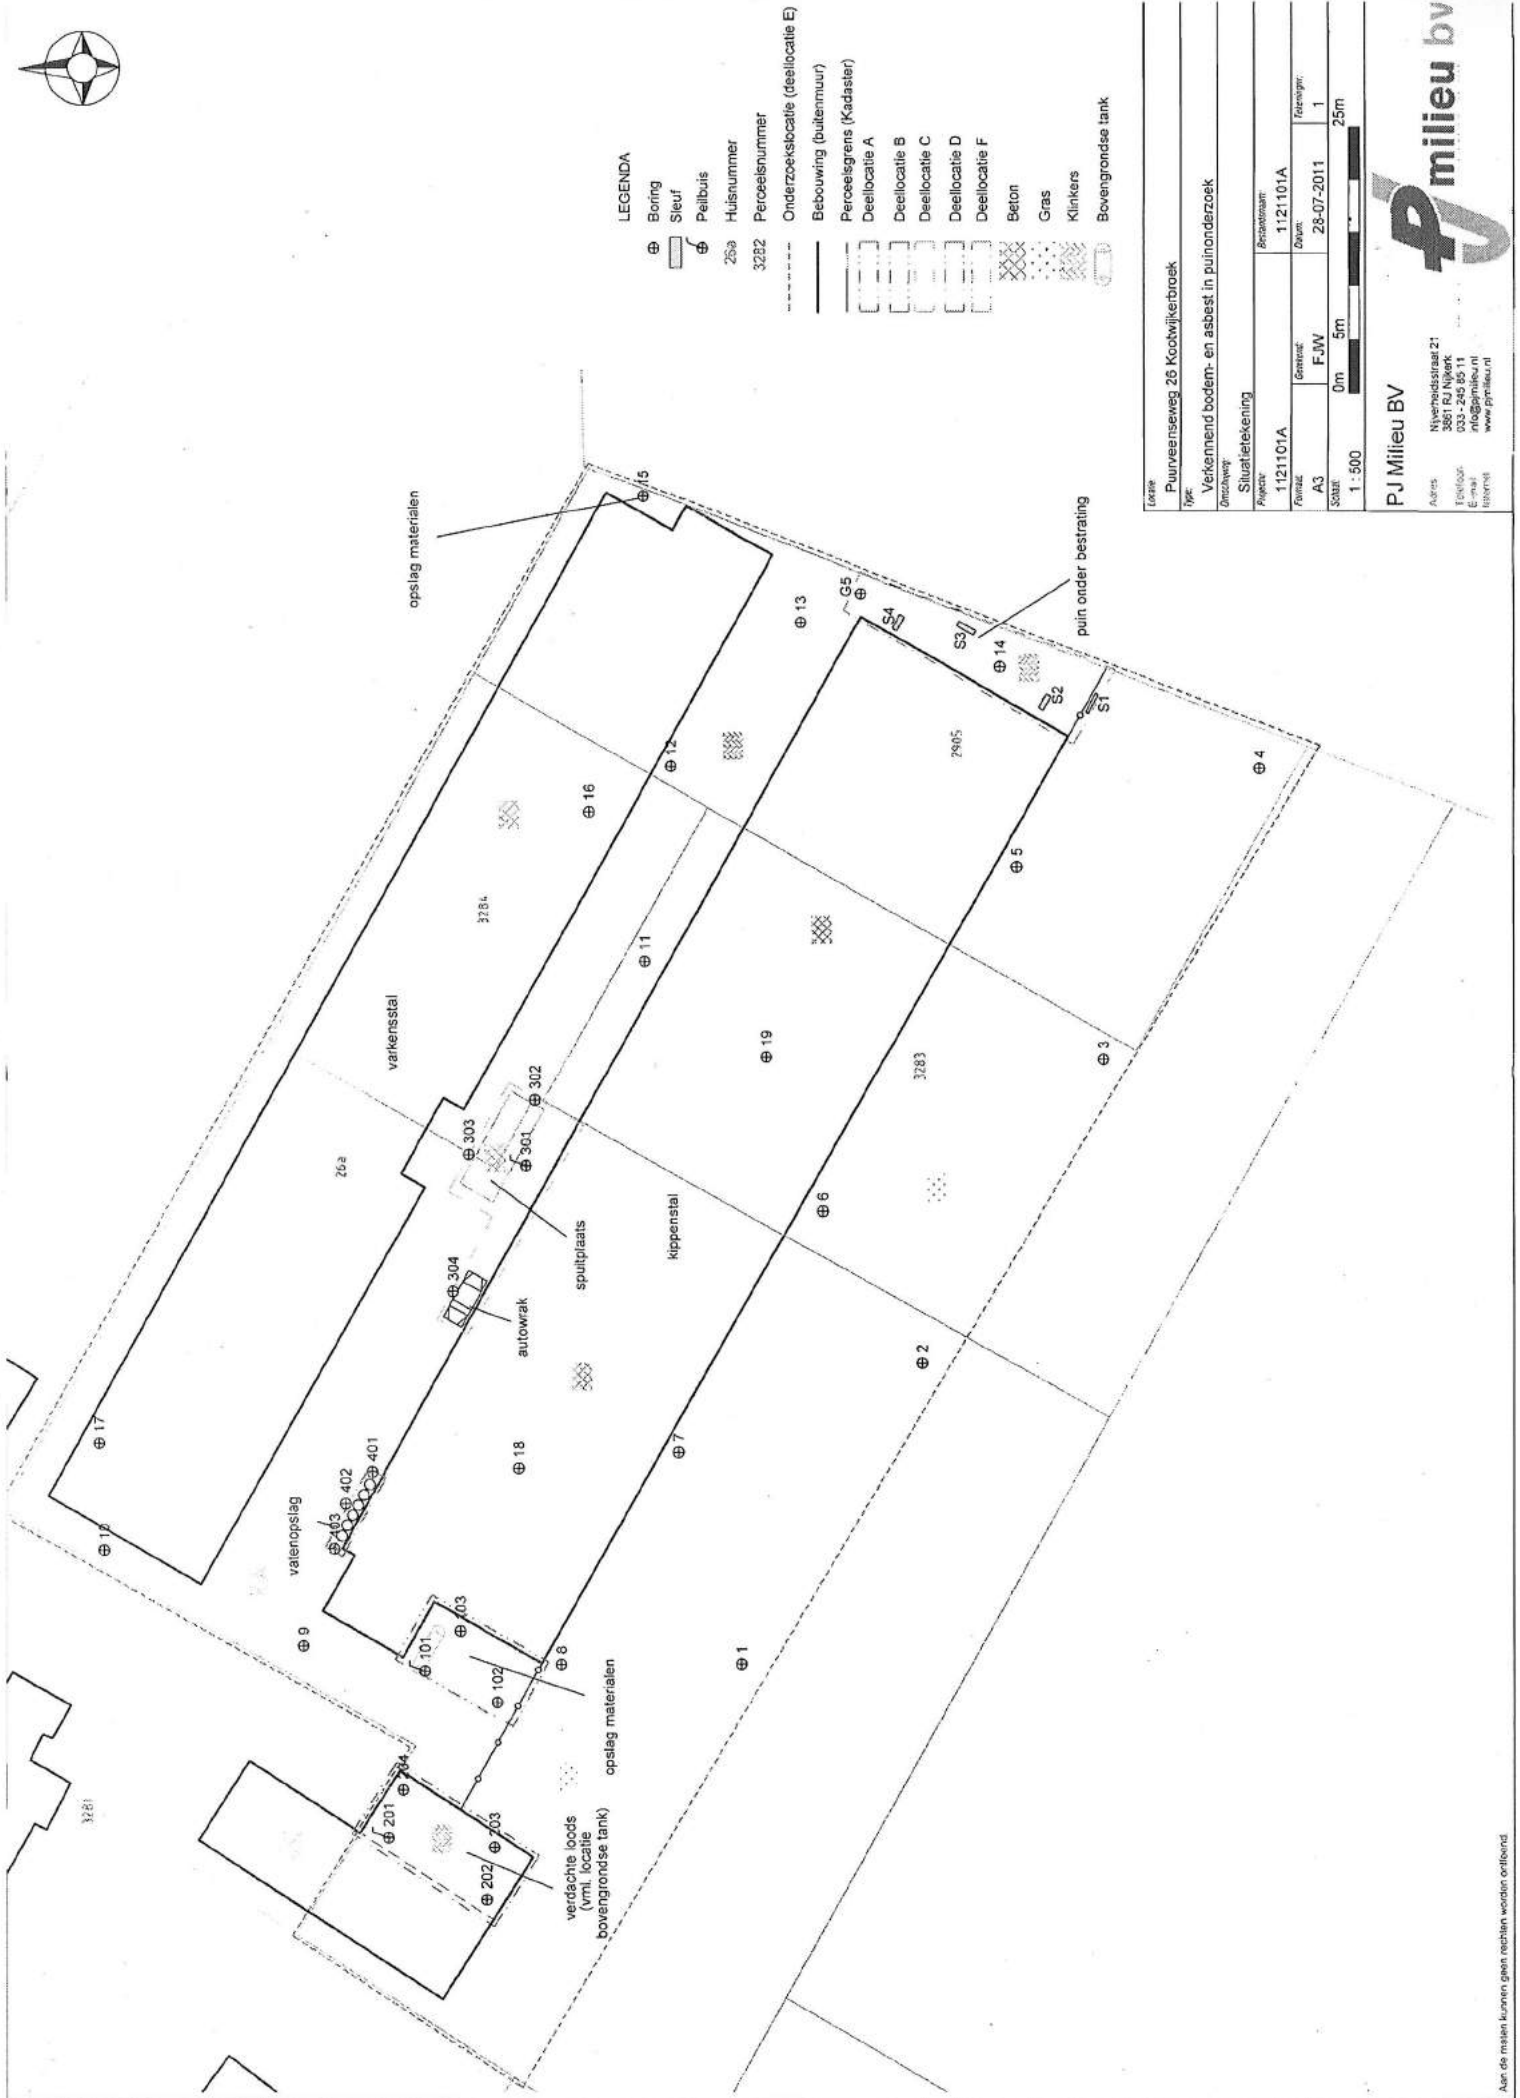 LEGENDA
Boring
Sleuf
Peilbuis
26a Huisnummer
3282 Perceelsnummer
Onderzoekslocatie (deellocatie E)
Bebouwing (buitenmuur)
Perceelsgrens (Kadaster)
Deellocatie A
Deellocatie B
Deellocatie C
Deellocatie D
Deellocatie F
Beton
Gras
Klinkers
Bovengrondse tank
opslag materialen
15
varkensstal
3284
26a
16
12
13
G5
S4
S3
14
S2
S1
puin onder bestrating
2905
4
5
11
19
3283
3
303
302
301
304
spuitplaats
autowrak
kippenstal
6
2
17
10
vatenopslag
403
402
401
18
7
9
101
103
102
8
1
opslag materialen
3281
201
204
203
202
verdachte loods
(vml. locatie
bovengrondse tank)
Locatie:
Purveenseweg 26 Kootwijkerbroek
Type:
Verkennend bodem- en asbest in puinonderzoek
Omschrijving:
Situatietekening
Projectnr: Bestandsnaam:
1121101A 1121101A
Formaat: Getekend: Datum: Tekeningnr:
A3 FJW 28-07-2011 1
Schaal:
1 : 500 0m 5m 25m
PJ Milieu BV
Adres Nijverheidsstraat 21
3861 RJ Nijkerk
Telefoon: 033 - 245 85 11
E-mail info@pjmilieu.nl
Internet www.pjmilieu.nl
PJ milieu bv
Aan de maten kunnen geen rechten worden ontleend